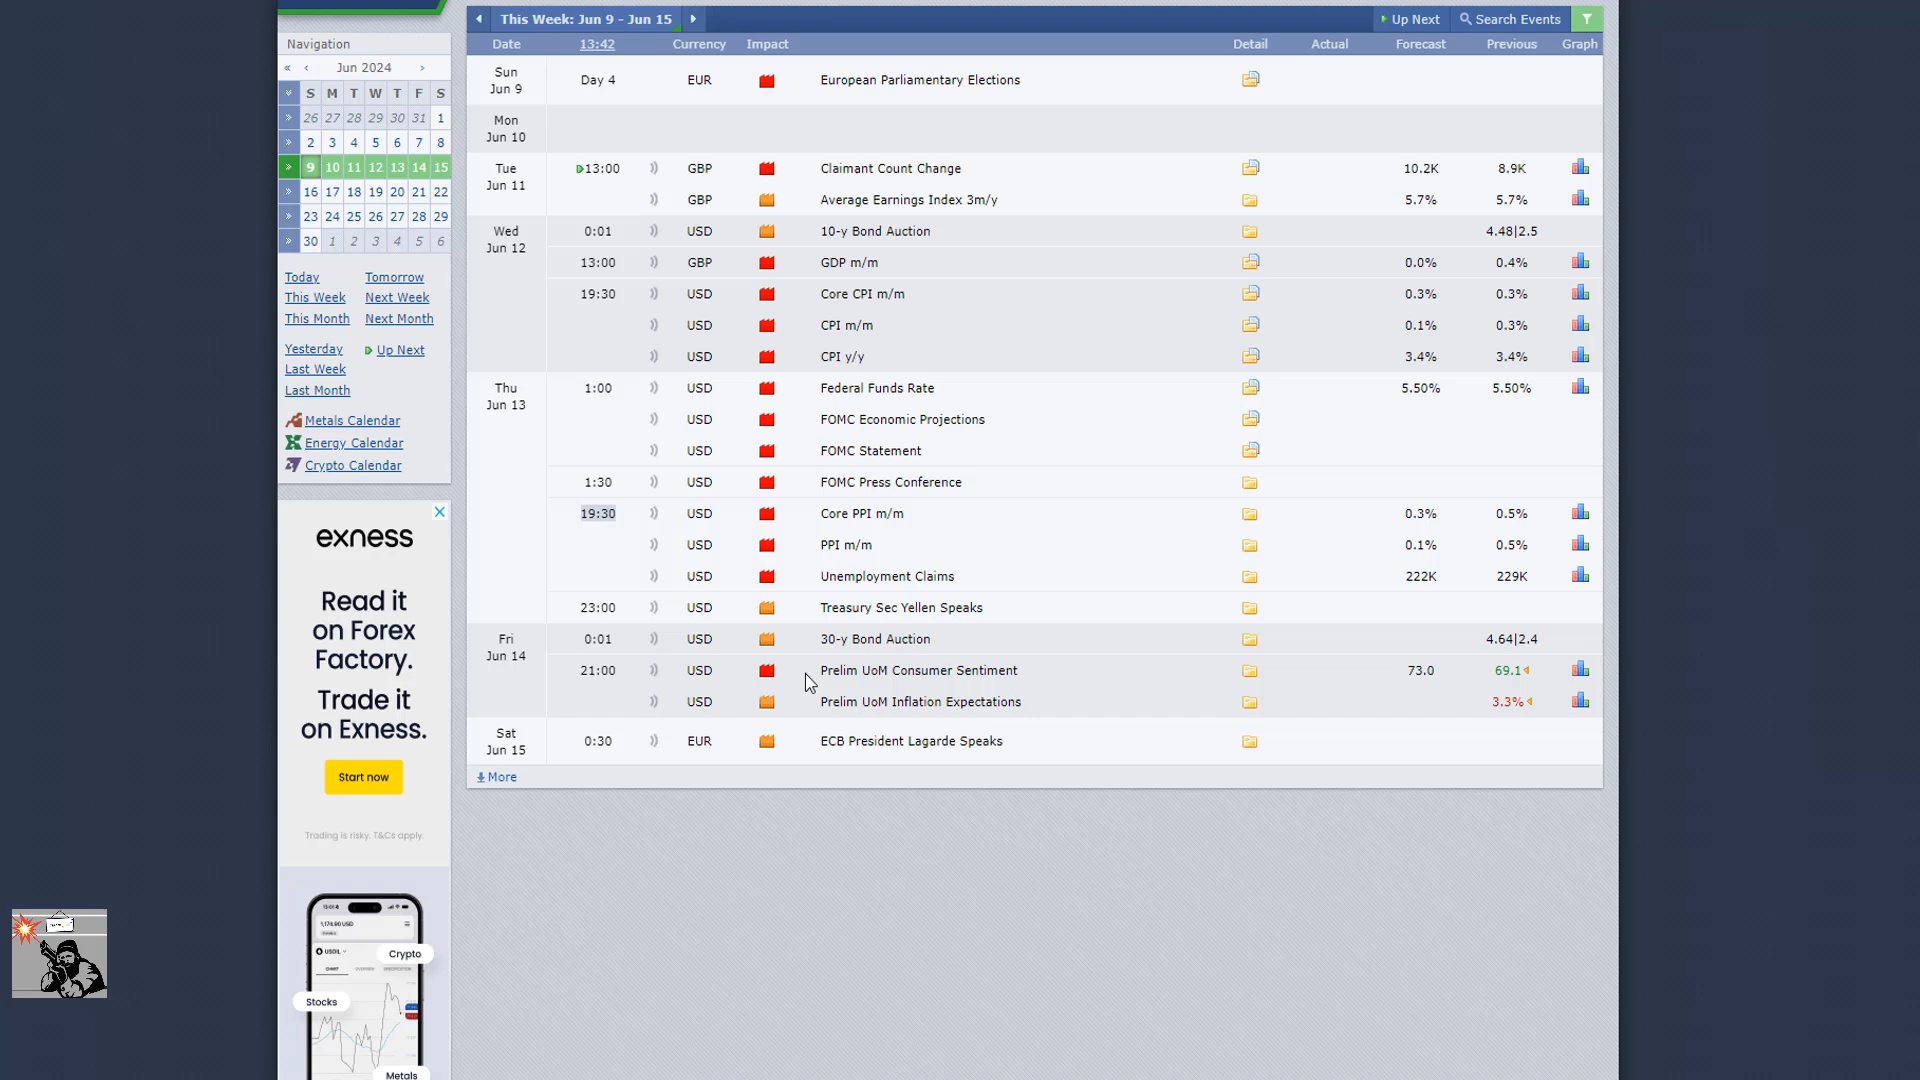 This Week: Jun 9 - Jun 15
Up Next
Search Events
Date 13:42 Currency Impact Detail Actual Forecast Previous Graph
Sun
Jun 9
Day 4 EUR European Parliamentary Elections
Mon
Jun 10
Tue
Jun 11
13:00 GBP Claimant Count Change 10.2K 8.9K
GBP Average Earnings Index 3m/y 5.7% 5.7%
Wed
Jun 12
0:01 USD 10-y Bond Auction 4.48|2.5
13:00 GBP GDP m/m 0.0% 0.4%
19:30 USD Core CPI m/m 0.3% 0.3%
USD CPI m/m 0.1% 0.3%
USD CPI y/y 3.4% 3.4%
Thu
Jun 13
1:00 USD Federal Funds Rate 5.50% 5.50%
USD FOMC Economic Projections
USD FOMC Statement
1:30 USD FOMC Press Conference
19:30 USD Core PPI m/m 0.3% 0.5%
USD PPI m/m 0.1% 0.5%
USD Unemployment Claims 222K 229K
23:00 USD Treasury Sec Yellen Speaks
Fri
Jun 14
0:01 USD 30-y Bond Auction 4.64|2.4
21:00 USD Prelim UoM Consumer Sentiment 73.0 69.1
USD Prelim UoM Inflation Expectations 3.3%
Sat
Jun 15
0:30 EUR ECB President Lagarde Speaks
More
Navigation
« ‹ Jun 2024 ›
S M T W T F S
26 27 28 29 30 31 1
2 3 4 5 6 7 8
9 10 11 12 13 14 15
16 17 18 19 20 21 22
23 24 25 26 27 28 29
30 1 2 3 4 5 6
Today Tomorrow
This Week Next Week
This Month Next Month
Yesterday Up Next
Last Week
Last Month
Metals Calendar
Energy Calendar
Crypto Calendar
exness
Read it
on Forex
Factory.
Trade it
on Exness.
Start now
Trading is risky. T&Cs apply.
1,174.90 USD
USOIL
Crypto
Stocks
Metals